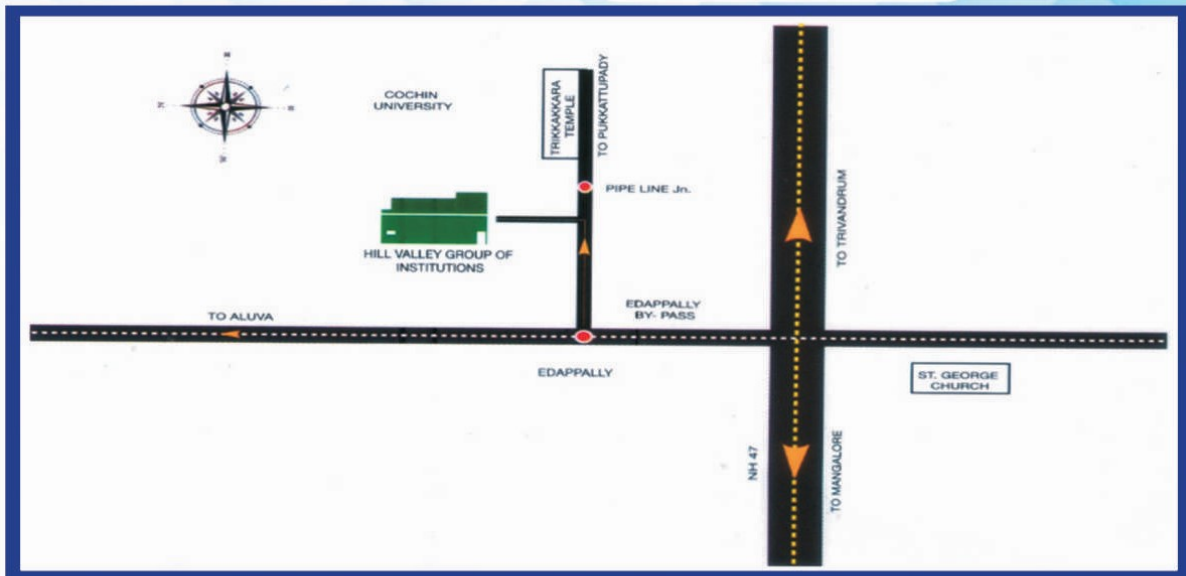 COCHIN
UNIVERSITY
TRIKKAKKARA
TEMPLE
TO PUKKATTUPADY
PIPE LINE Jn.
HILL VALLEY GROUP OF
INSTITUTIONS
TO TRIVANDRUM
TO ALUVA
EDAPPALLY
BY- PASS
EDAPPALLY
ST. GEORGE
CHURCH
NH 47
TO MANGALORE